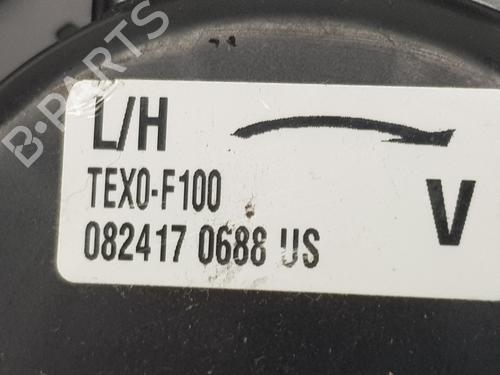 B-PARTS
L/H
TEX0-F100
V
082417 0688 US